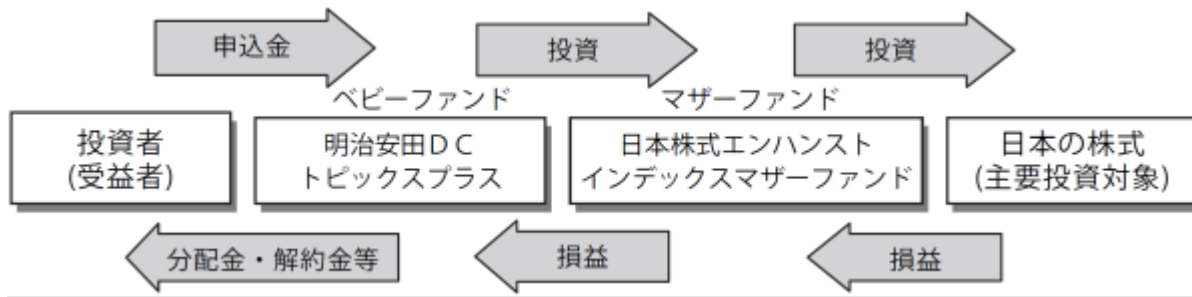 申込金
投資
投資
ベビーファンド
マザーファンド
投資者
(受益者)
明治安田DC
トピックスプラス
日本株式エンハンスト
インデックスマザーファンド
日本の株式
(主要投資対象)
分配金・解約金等
損益
損益